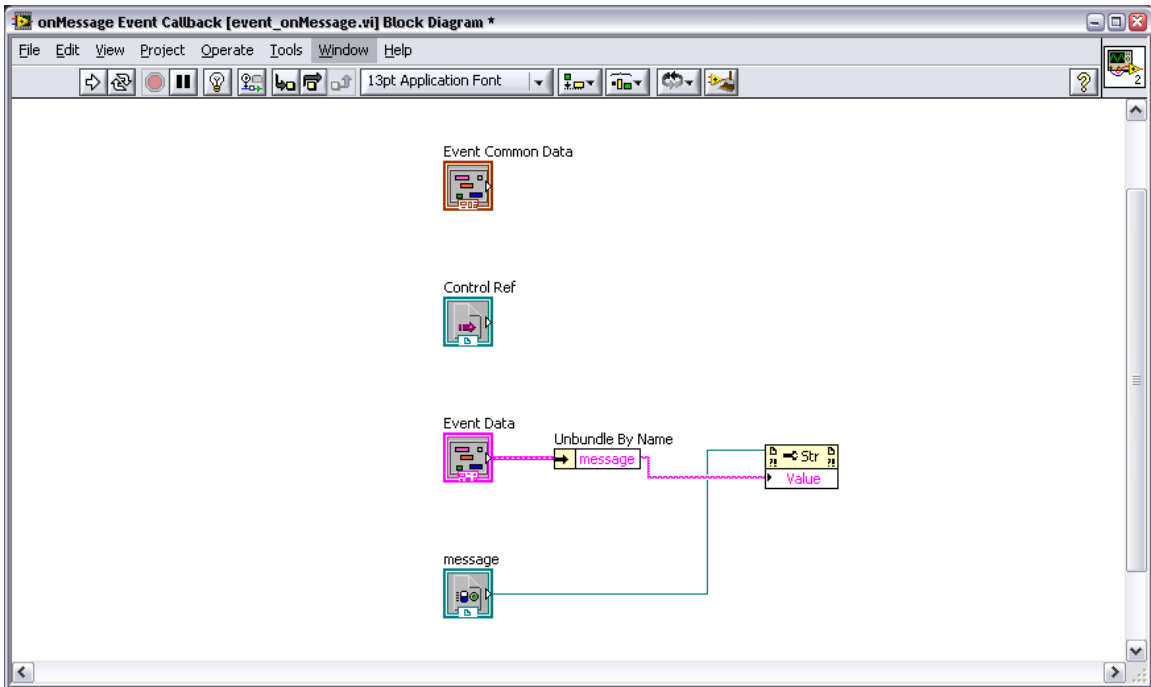 onMessage Event Callback [event_onMessage.vi] Block Diagram *
File Edit View Project Operate Tools Window Help
13pt Application Font
2
Event Common Data
Control Ref
Event Data
Unbundle By Name
message
Str
Value
message